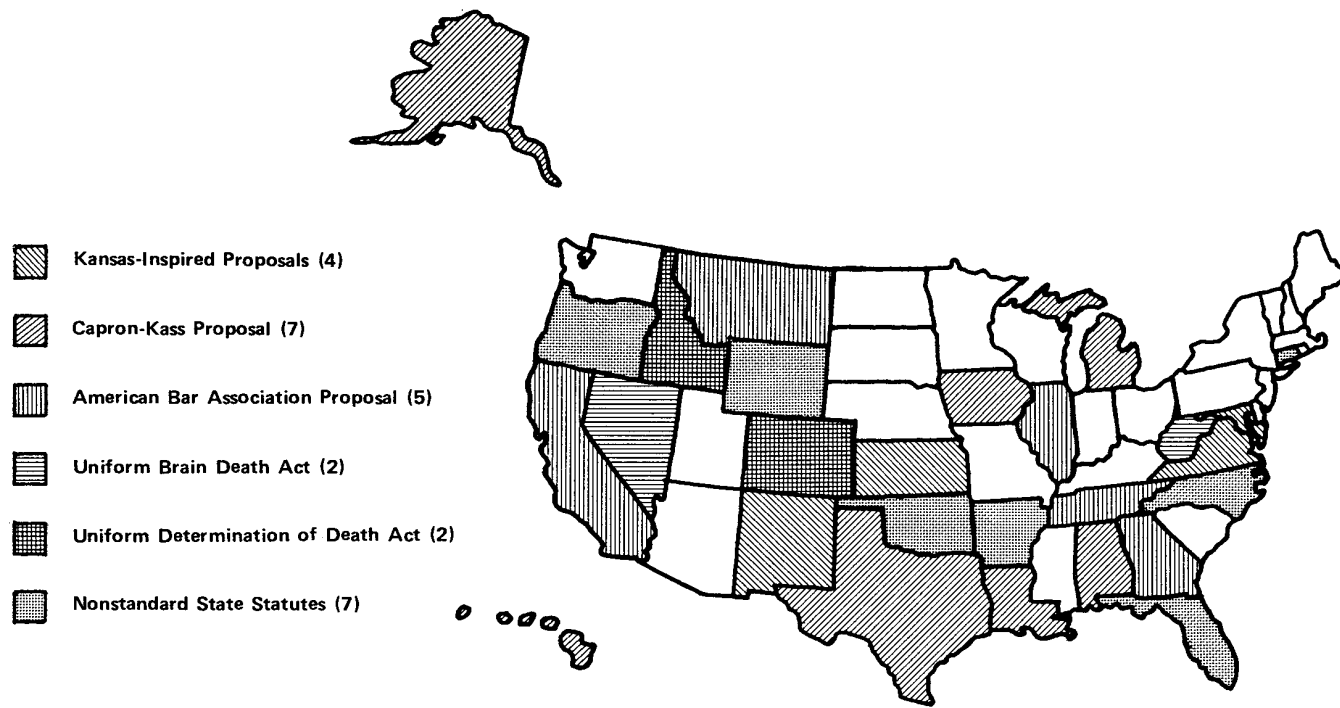 Kansas-Inspired Proposals (4)
Capron-Kass Proposal (7)
American Bar Association Proposal (5)
Uniform Brain Death Act (2)
Uniform Determination of Death Act (2)
Nonstandard State Statutes (7)